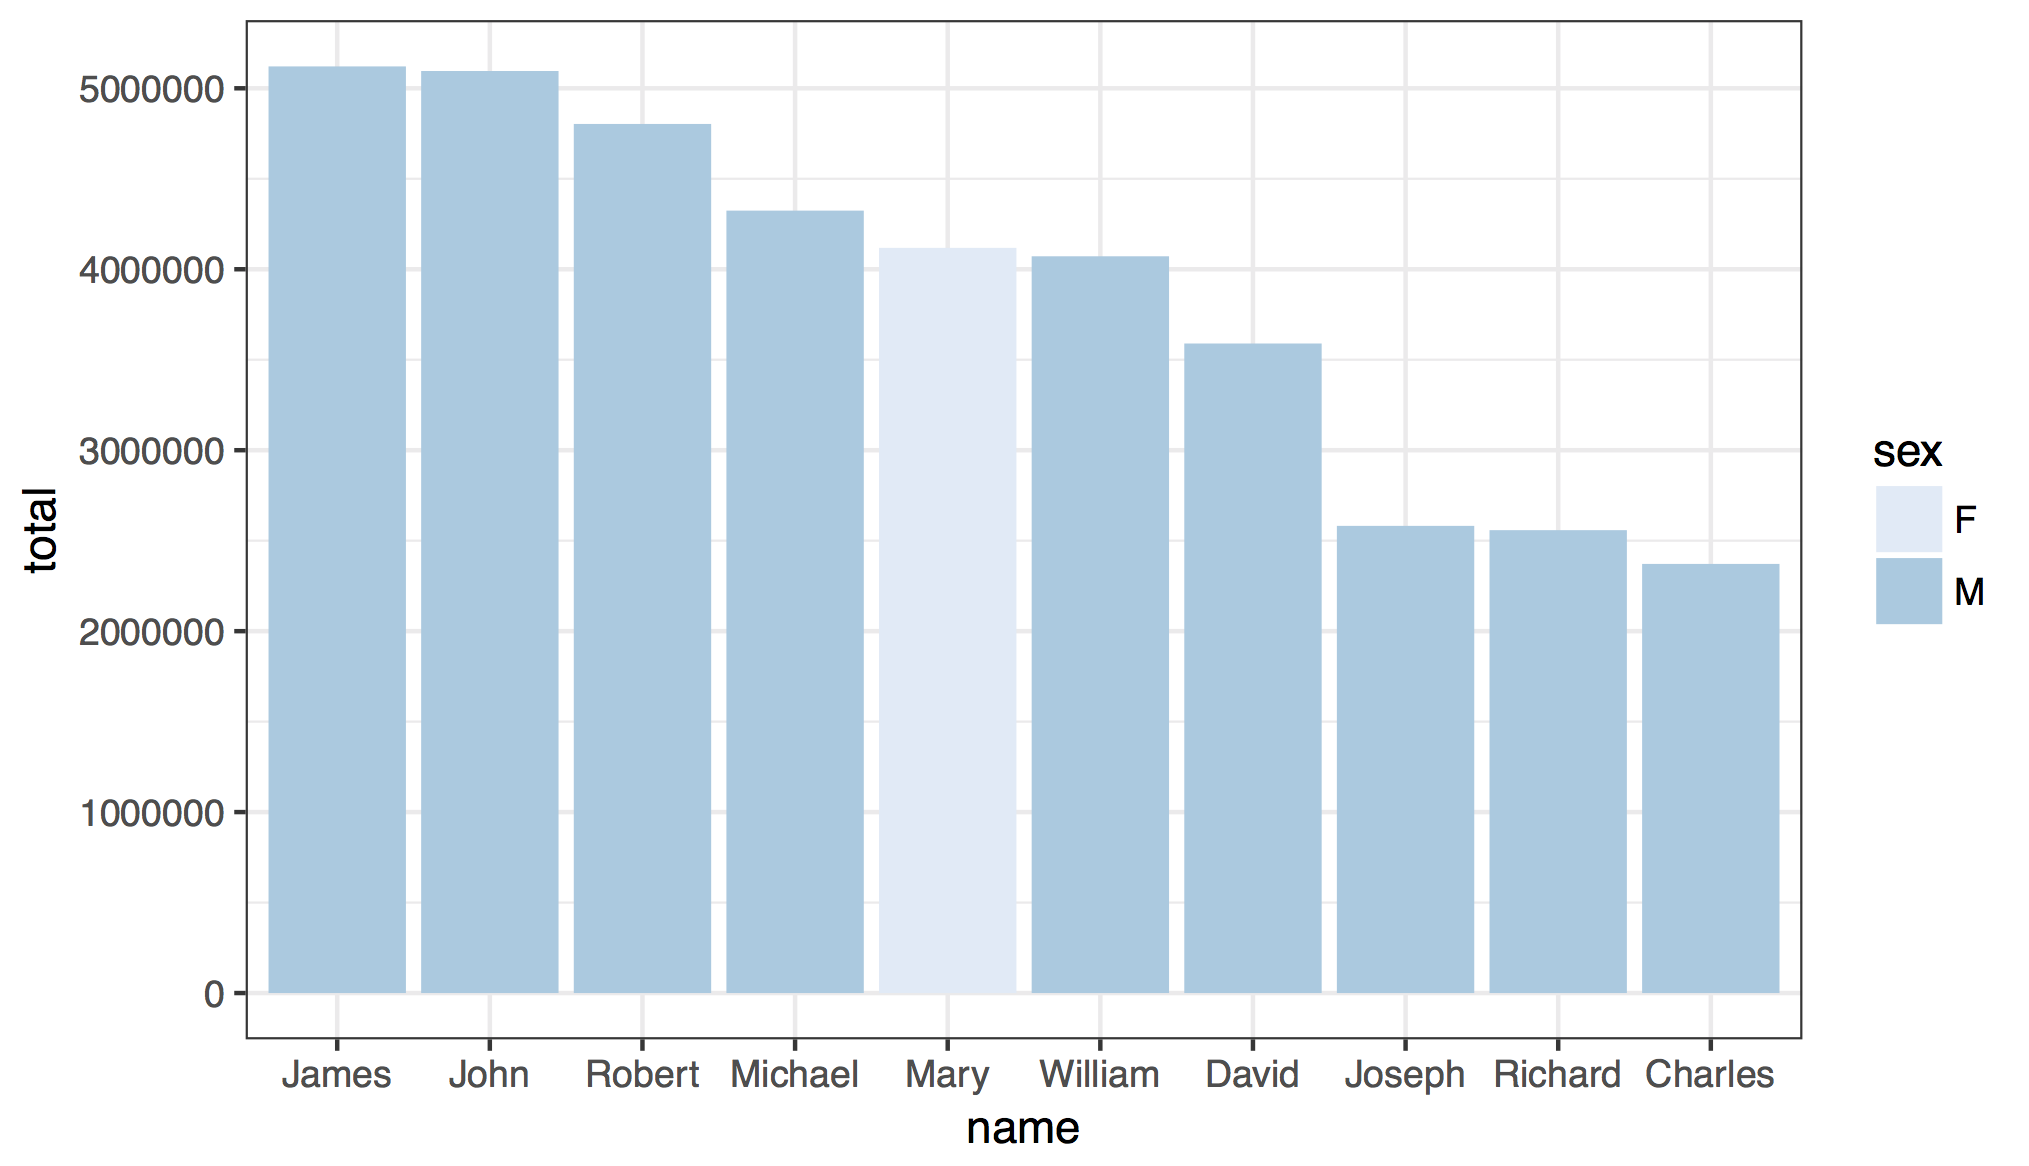 5000000
4000000
3000000
2000000
1000000
0
total
James John Robert Michael Mary William David Joseph Richard Charles
name
sex
F
M